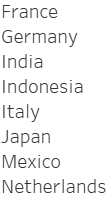 France
Germany
India
Indonesia
Italy
Japan
Mexico
Netherlands